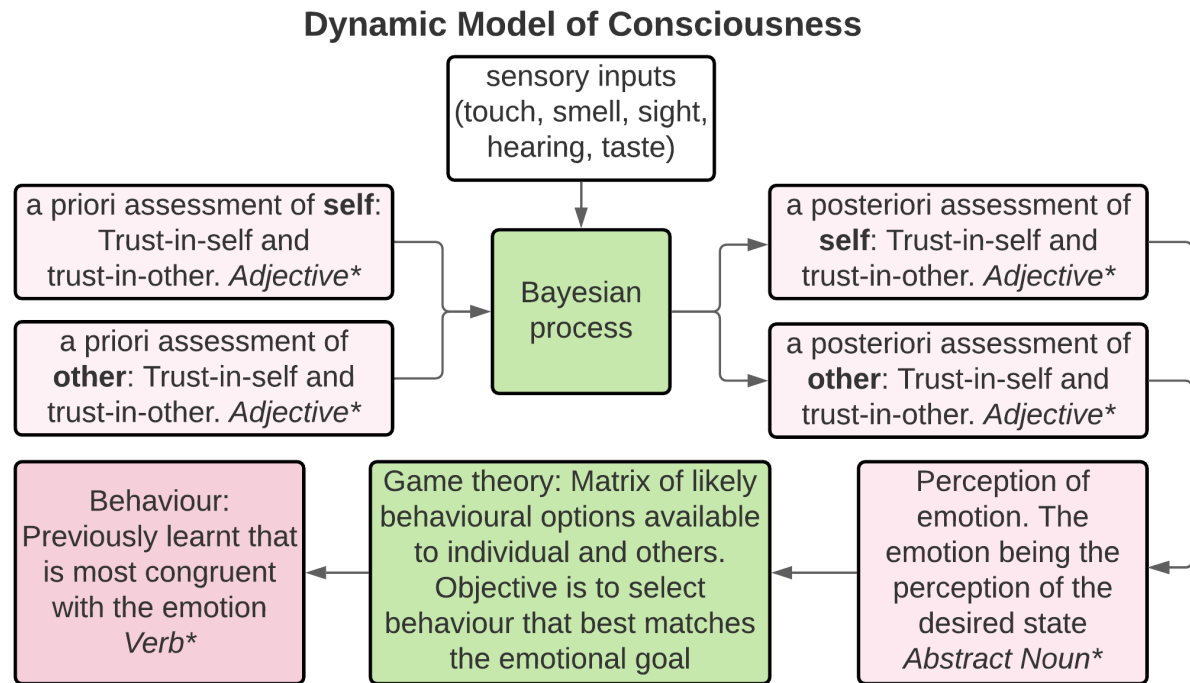 Dynamic Model of Consciousness
sensory inputs
(touch, smell, sight,
hearing, taste)
a priori assessment of self:
Trust-in-self and
trust-in-other. Adjective*
a priori assessment of
other: Trust-in-self and
trust-in-other. Adjective*
Bayesian
process
a posteriori assessment of
self: Trust-in-self and
trust-in-other. Adjective*
a posteriori assessment of
other: Trust-in-self and
trust-in-other. Adjective*
Perception of
emotion. The
emotion being the
perception of the
desired state
Abstract Noun*
Game theory: Matrix of likely
behavioural options available
to individual and others.
Objective is to select
behaviour that best matches
the emotional goal
Behaviour:
Previously learnt that
is most congruent
with the emotion
Verb*